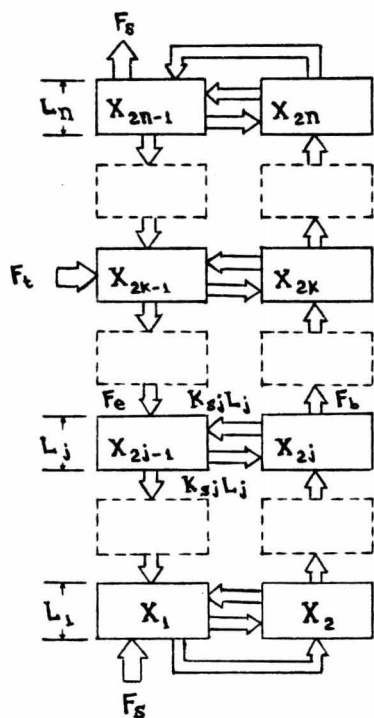 Fs
Ln X2n-1 X2n
Ft X2k-1 X2k
Fe KsjLj Fb
Lj X2j-1 X2j
KsjLj
L1 X1 X2
Fs